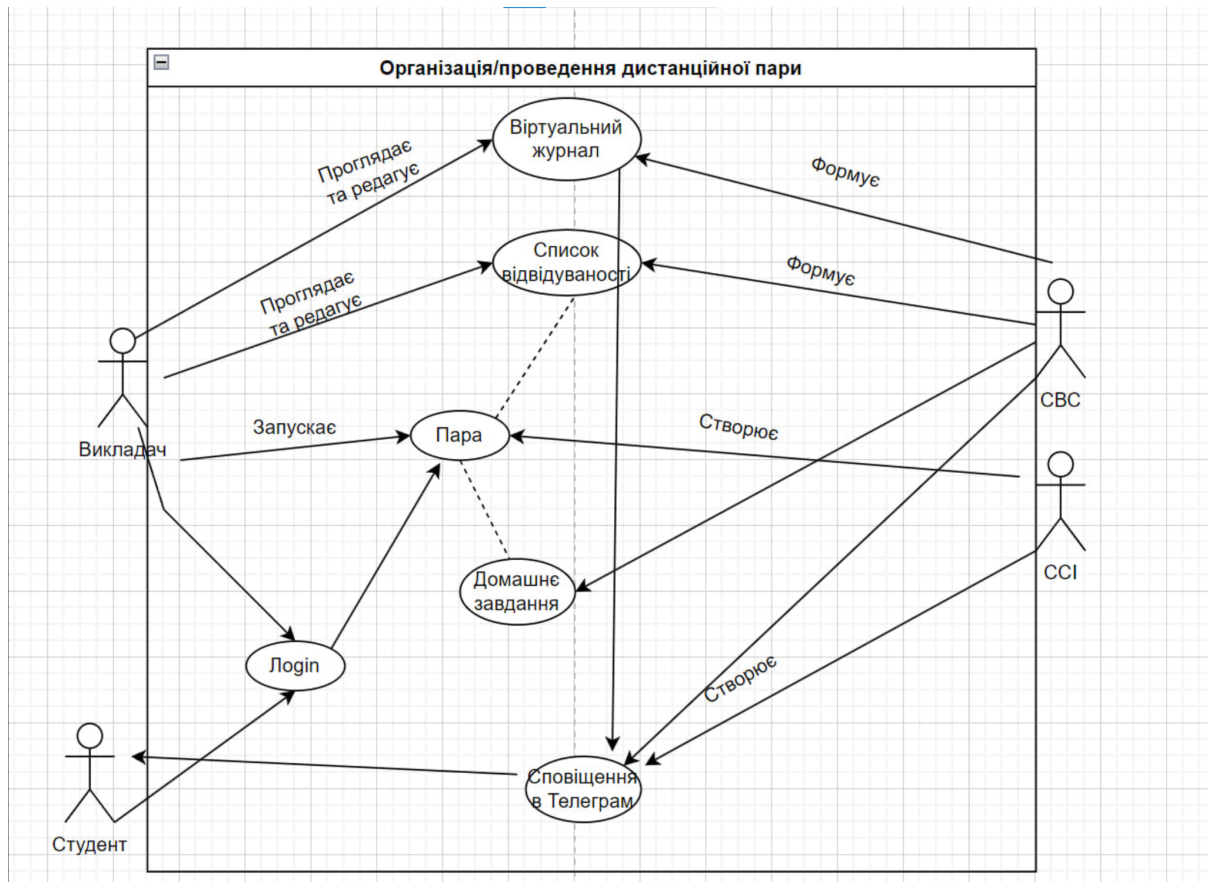 Організація/проведення дистанційної пари
Віртуальний
журнал
Проглядає
та редагує
Формує
Список
відвідуваності
Проглядає
та редагує
Формує
СВС
Викладач
Запускає
Пара
Створює
ССІ
Домашнє
завдання
Лоgin
Створює
Студент
Сповіщення
в Телеграм